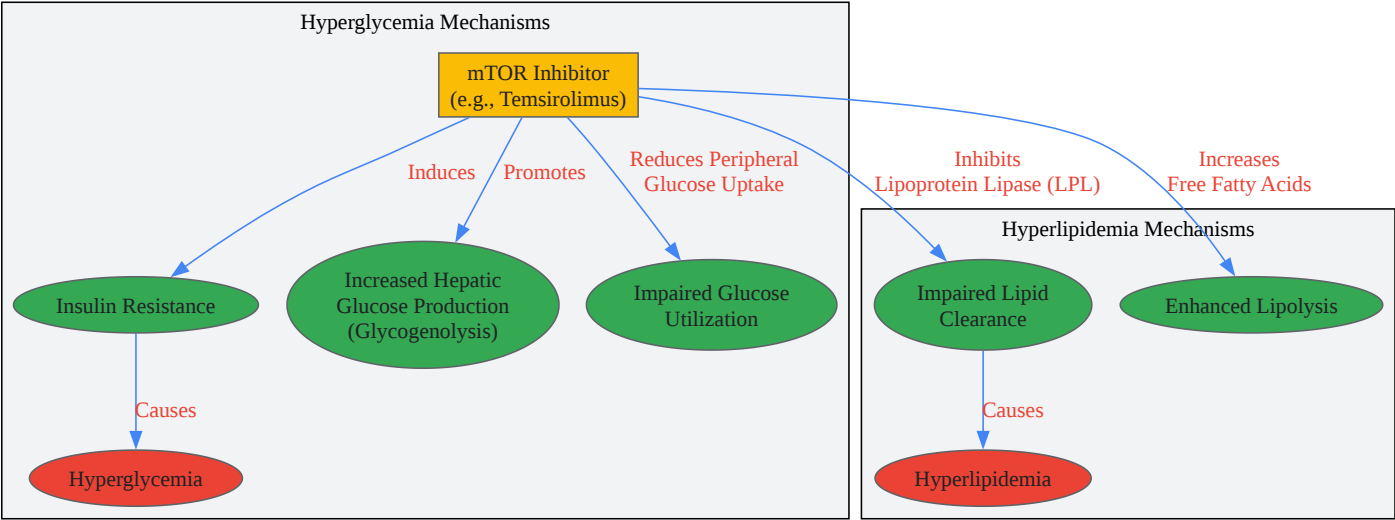 Hyperglycemia Mechanisms
mTOR Inhibitor
(e.g., Temsirolimus)
Induces
Promotes
Reduces Peripheral
Glucose Uptake
Inhibits
Lipoprotein Lipase (LPL)
Increases
Free Fatty Acids
Hyperlipidemia Mechanisms
Insulin Resistance
Increased Hepatic
Glucose Production
(Glycogenolysis)
Impaired Glucose
Utilization
Impaired Lipid
Clearance
Enhanced Lipolysis
Causes
Causes
Hyperglycemia
Hyperlipidemia